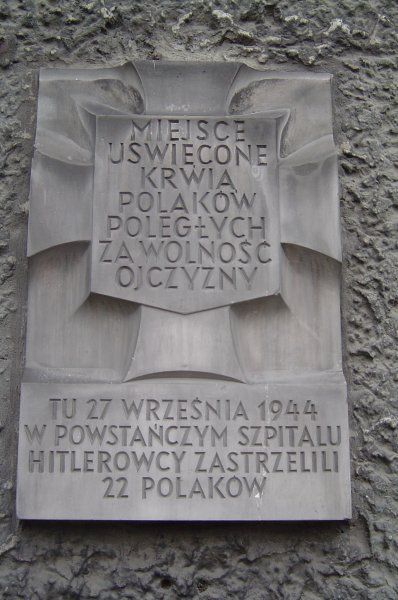 MIEJSCE
UŚWIĘCONE
KRWIĄ
POLAKÓW
POLEGŁYCH
ZA WOLNOŚĆ
OJCZYZNY
TU 27 WRZEŚNIA 1944
W POWSTAŃCZYM SZPITALU
HITLEROWCY ZASTRZELILI
22 POLAKÓW